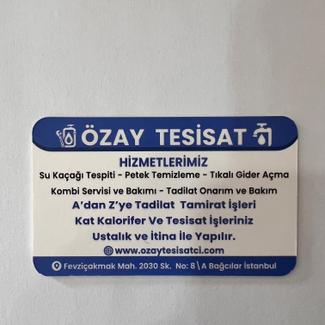 ÖZAY TESİSAT
HİZMETLERİMİZ
Su Kaçağı Tespiti - Petek Temizleme - Tıkalı Gider Açma
Kombi Servisi ve Bakımı - Tadilat Onarım ve Bakım
A'dan Z'ye Tadilat Tamirat İşleri
Kat Kalorifer Ve Tesisat İşleriniz
Ustalık ve İtina İle Yapılır.
www.ozaytesisatci.com
Fevziçakmak Mah. 2030 Sk. No: 8\A Bağcılar İstanbul